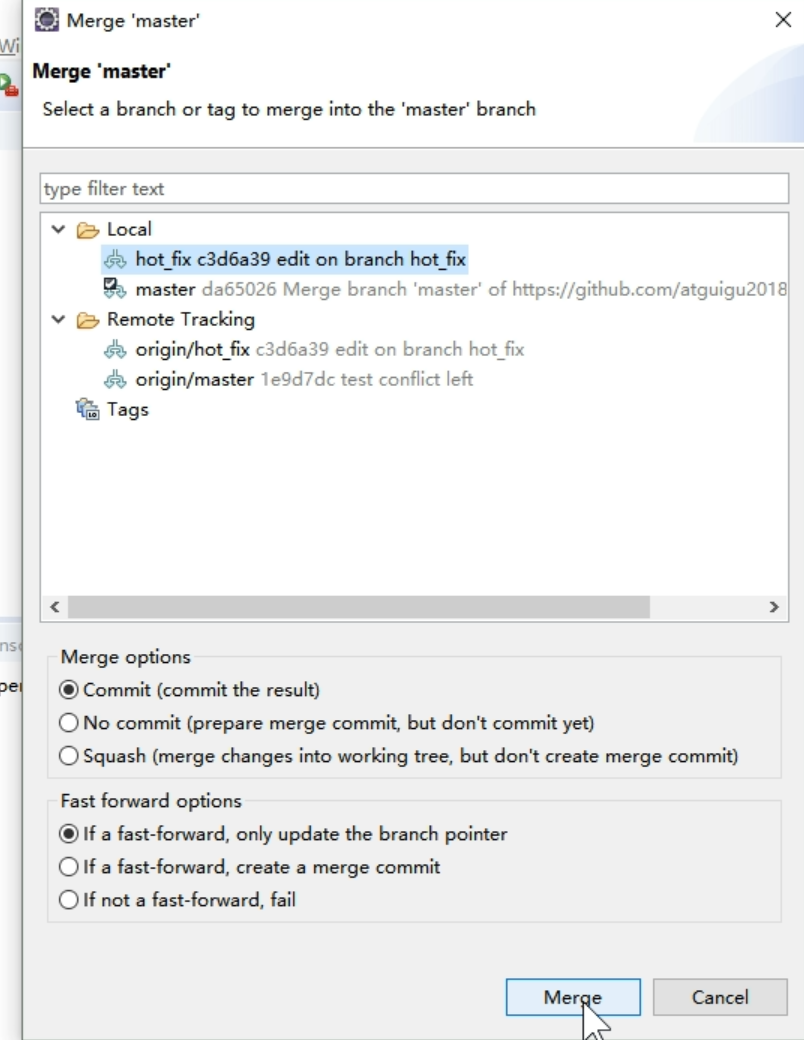 Merge 'master'
Merge 'master'
Select a branch or tag to merge into the 'master' branch
type filter text
Local
hot_fix c3d6a39 edit on branch hot_fix
master da65026 Merge branch 'master' of https://github.com/atguigu2018
Remote Tracking
origin/hot_fix c3d6a39 edit on branch hot_fix
origin/master 1e9d7dc test conflict left
Tags
Merge options
Commit (commit the result)
No commit (prepare merge commit, but don't commit yet)
Squash (merge changes into working tree, but don't create merge commit)
Fast forward options
If a fast-forward, only update the branch pointer
If a fast-forward, create a merge commit
If not a fast-forward, fail
Merge Cancel